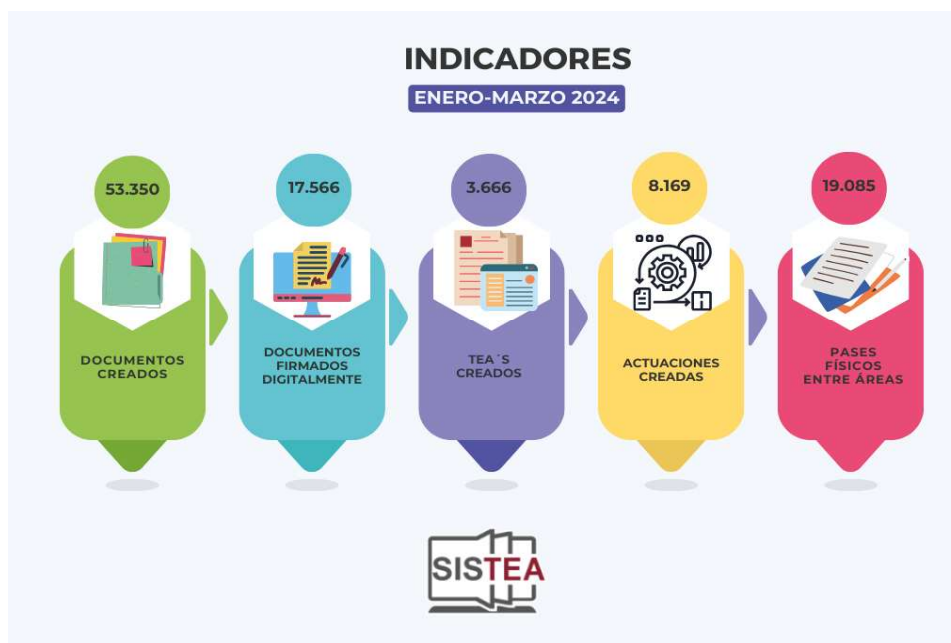 INDICADORES
ENERO-MARZO 2024
53.350
17.566
3.666
8.169
19.085
DOCUMENTOS
CREADOS
DOCUMENTOS
FIRMADOS
DIGITALMENTE
TEA´S
CREADOS
ACTUACIONES
CREADAS
PASES
FÍSICOS
ENTRE ÁREAS
SISTEA